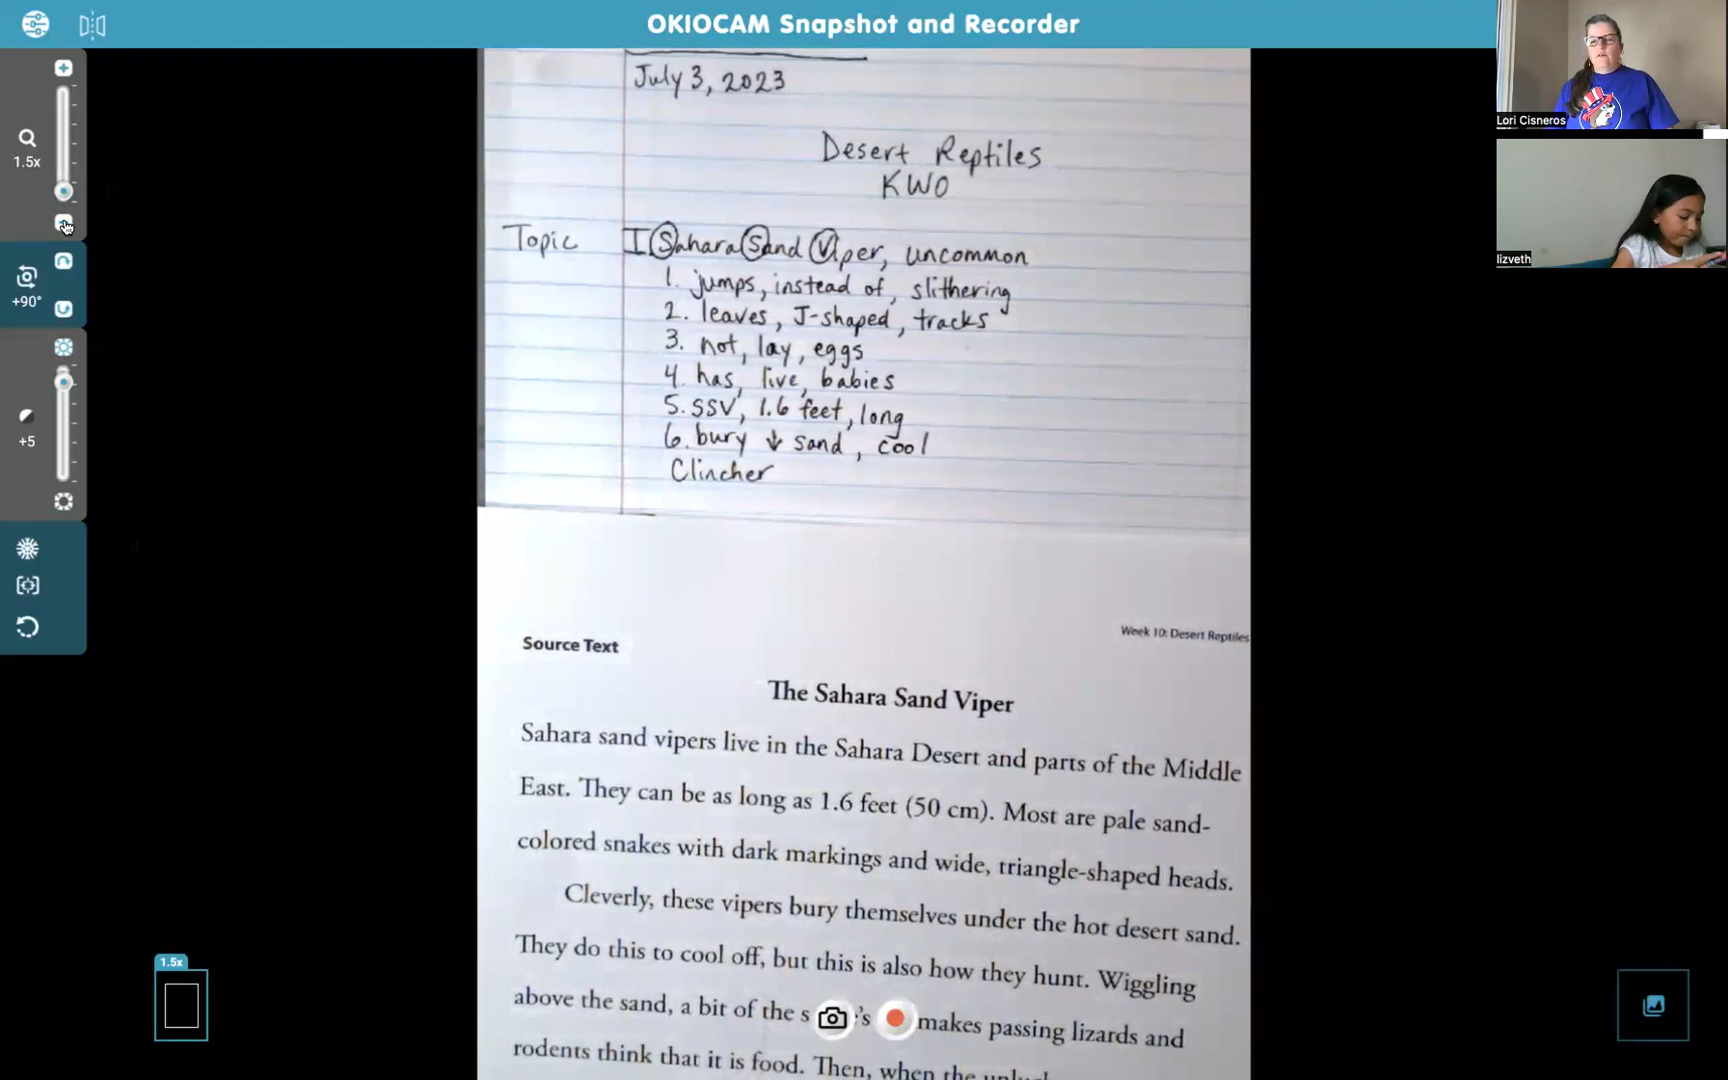 OKIOCAM Snapshot and Recorder
Lori Cisneros
lizveth
1.5x
+90°
+5
1.5x
July 3, 2023
Desert Reptiles
KWO
Topic I Sahara Sand Viper, uncommon
1. jumps, instead of, slithering
2. leaves, J-shaped, tracks
3. not, lay, eggs
4. has, live, babies
5. SSV, 1.6 feet, long
6. bury ↓ sand, cool
Clincher
Week 10: Desert Reptiles
Source Text
The Sahara Sand Viper
Sahara sand vipers live in the Sahara Desert and parts of the Middle
East. They can be as long as 1.6 feet (50 cm). Most are pale sand-
colored snakes with dark markings and wide, triangle-shaped heads.
Cleverly, these vipers bury themselves under the hot desert sand.
They do this to cool off, but this is also how they hunt. Wiggling
above the sand, a bit of the s 's makes passing lizards and
rodents think that it is food. Then, when the